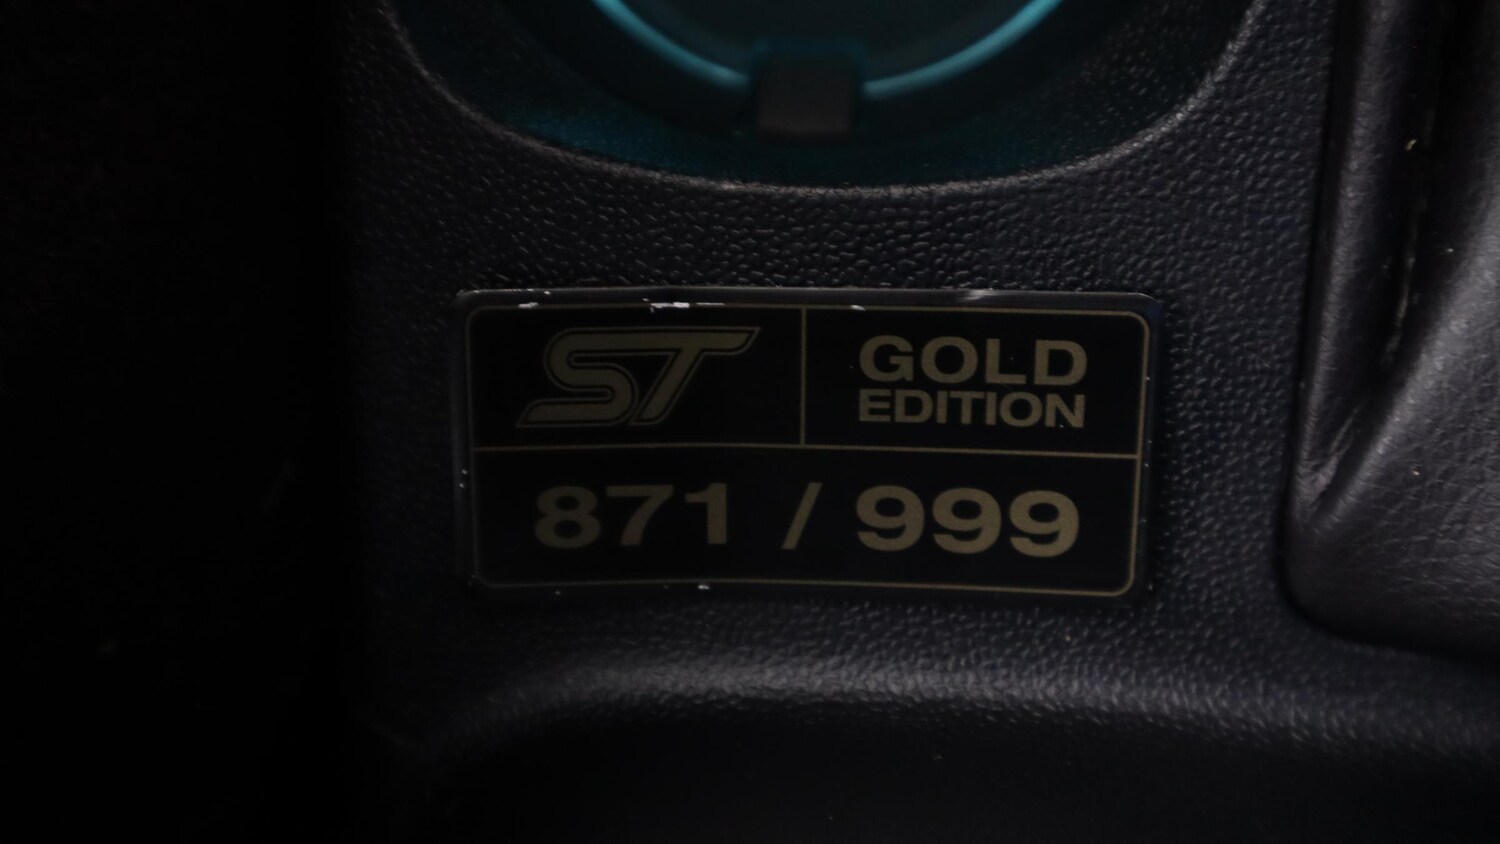 ST
GOLD
EDITION
871 / 999